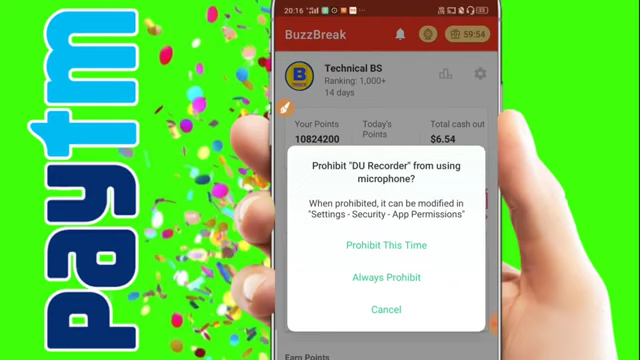 paytm
20:16
59:54
BuzzBreak
59:54
Technical BS
Ranking: 1,000+
14 days
Your Points
Today's
Points
Total cash out
10824200
$6.54
Prohibit "DU Recorder" from using
microphone?
When prohibited, it can be modified in
"Settings - Security - App Permissions"
Prohibit This Time
Always Prohibit
Cancel
Earn Points